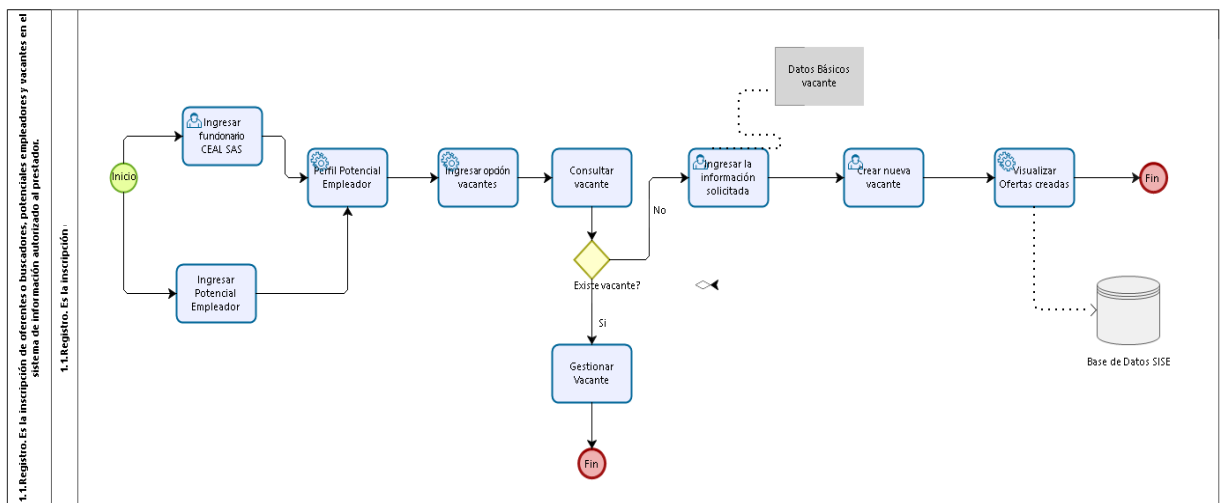 1.1.Registro. Es la inscripción de oferentes o buscadores, potenciales empleadores y vacantes en el
sistema de información autorizado al prestador.
1.1.Registro. Es la inscripción
Inicio
Ingresar
funcionario
CEAL SAS
Ingresar
Potencial
Empleador
Perfil Potencial
Empleador
Ingresar opción
vacantes
Consultar
vacante
Existe vacante?
No
Si
Gestionar
Vacante
Fin
Datos Básicos
vacante
Ingresar la
información
solicitada
Crear nueva
vacante
Visualizar
Ofertas creadas
Fin
Base de Datos SISE